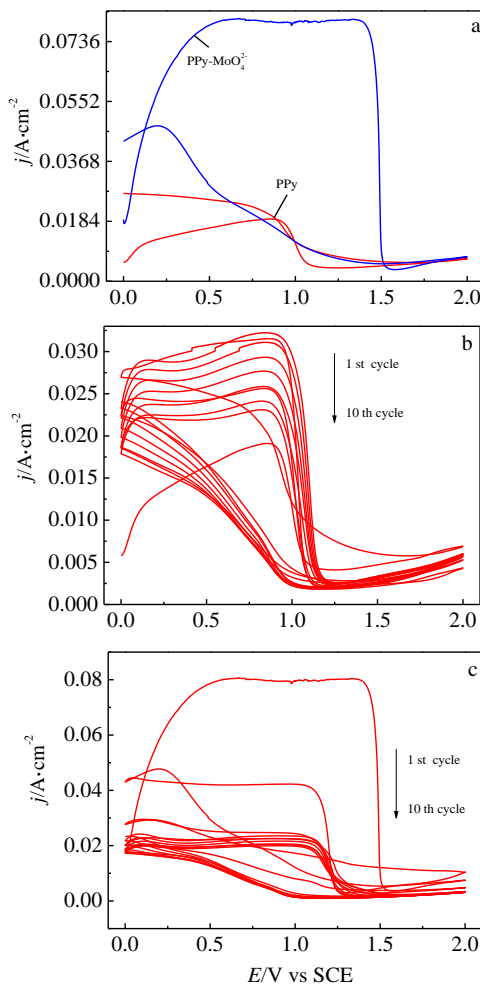 a
j/A·cm⁻²
0.0736
0.0552
0.0368
0.0184
0.0000
PPy-MoO₄²⁻
PPy
0.0 0.5 1.0 1.5 2.0
b
j/A·cm⁻²
0.030
0.025
0.020
0.015
0.010
0.005
0.000
1 st cycle
10 th cycle
0.0 0.5 1.0 1.5 2.0
c
j/A·cm⁻²
0.08
0.06
0.04
0.02
0.00
1 st cycle
10 th cycle
0.0 0.5 1.0 1.5 2.0
E/V vs SCE